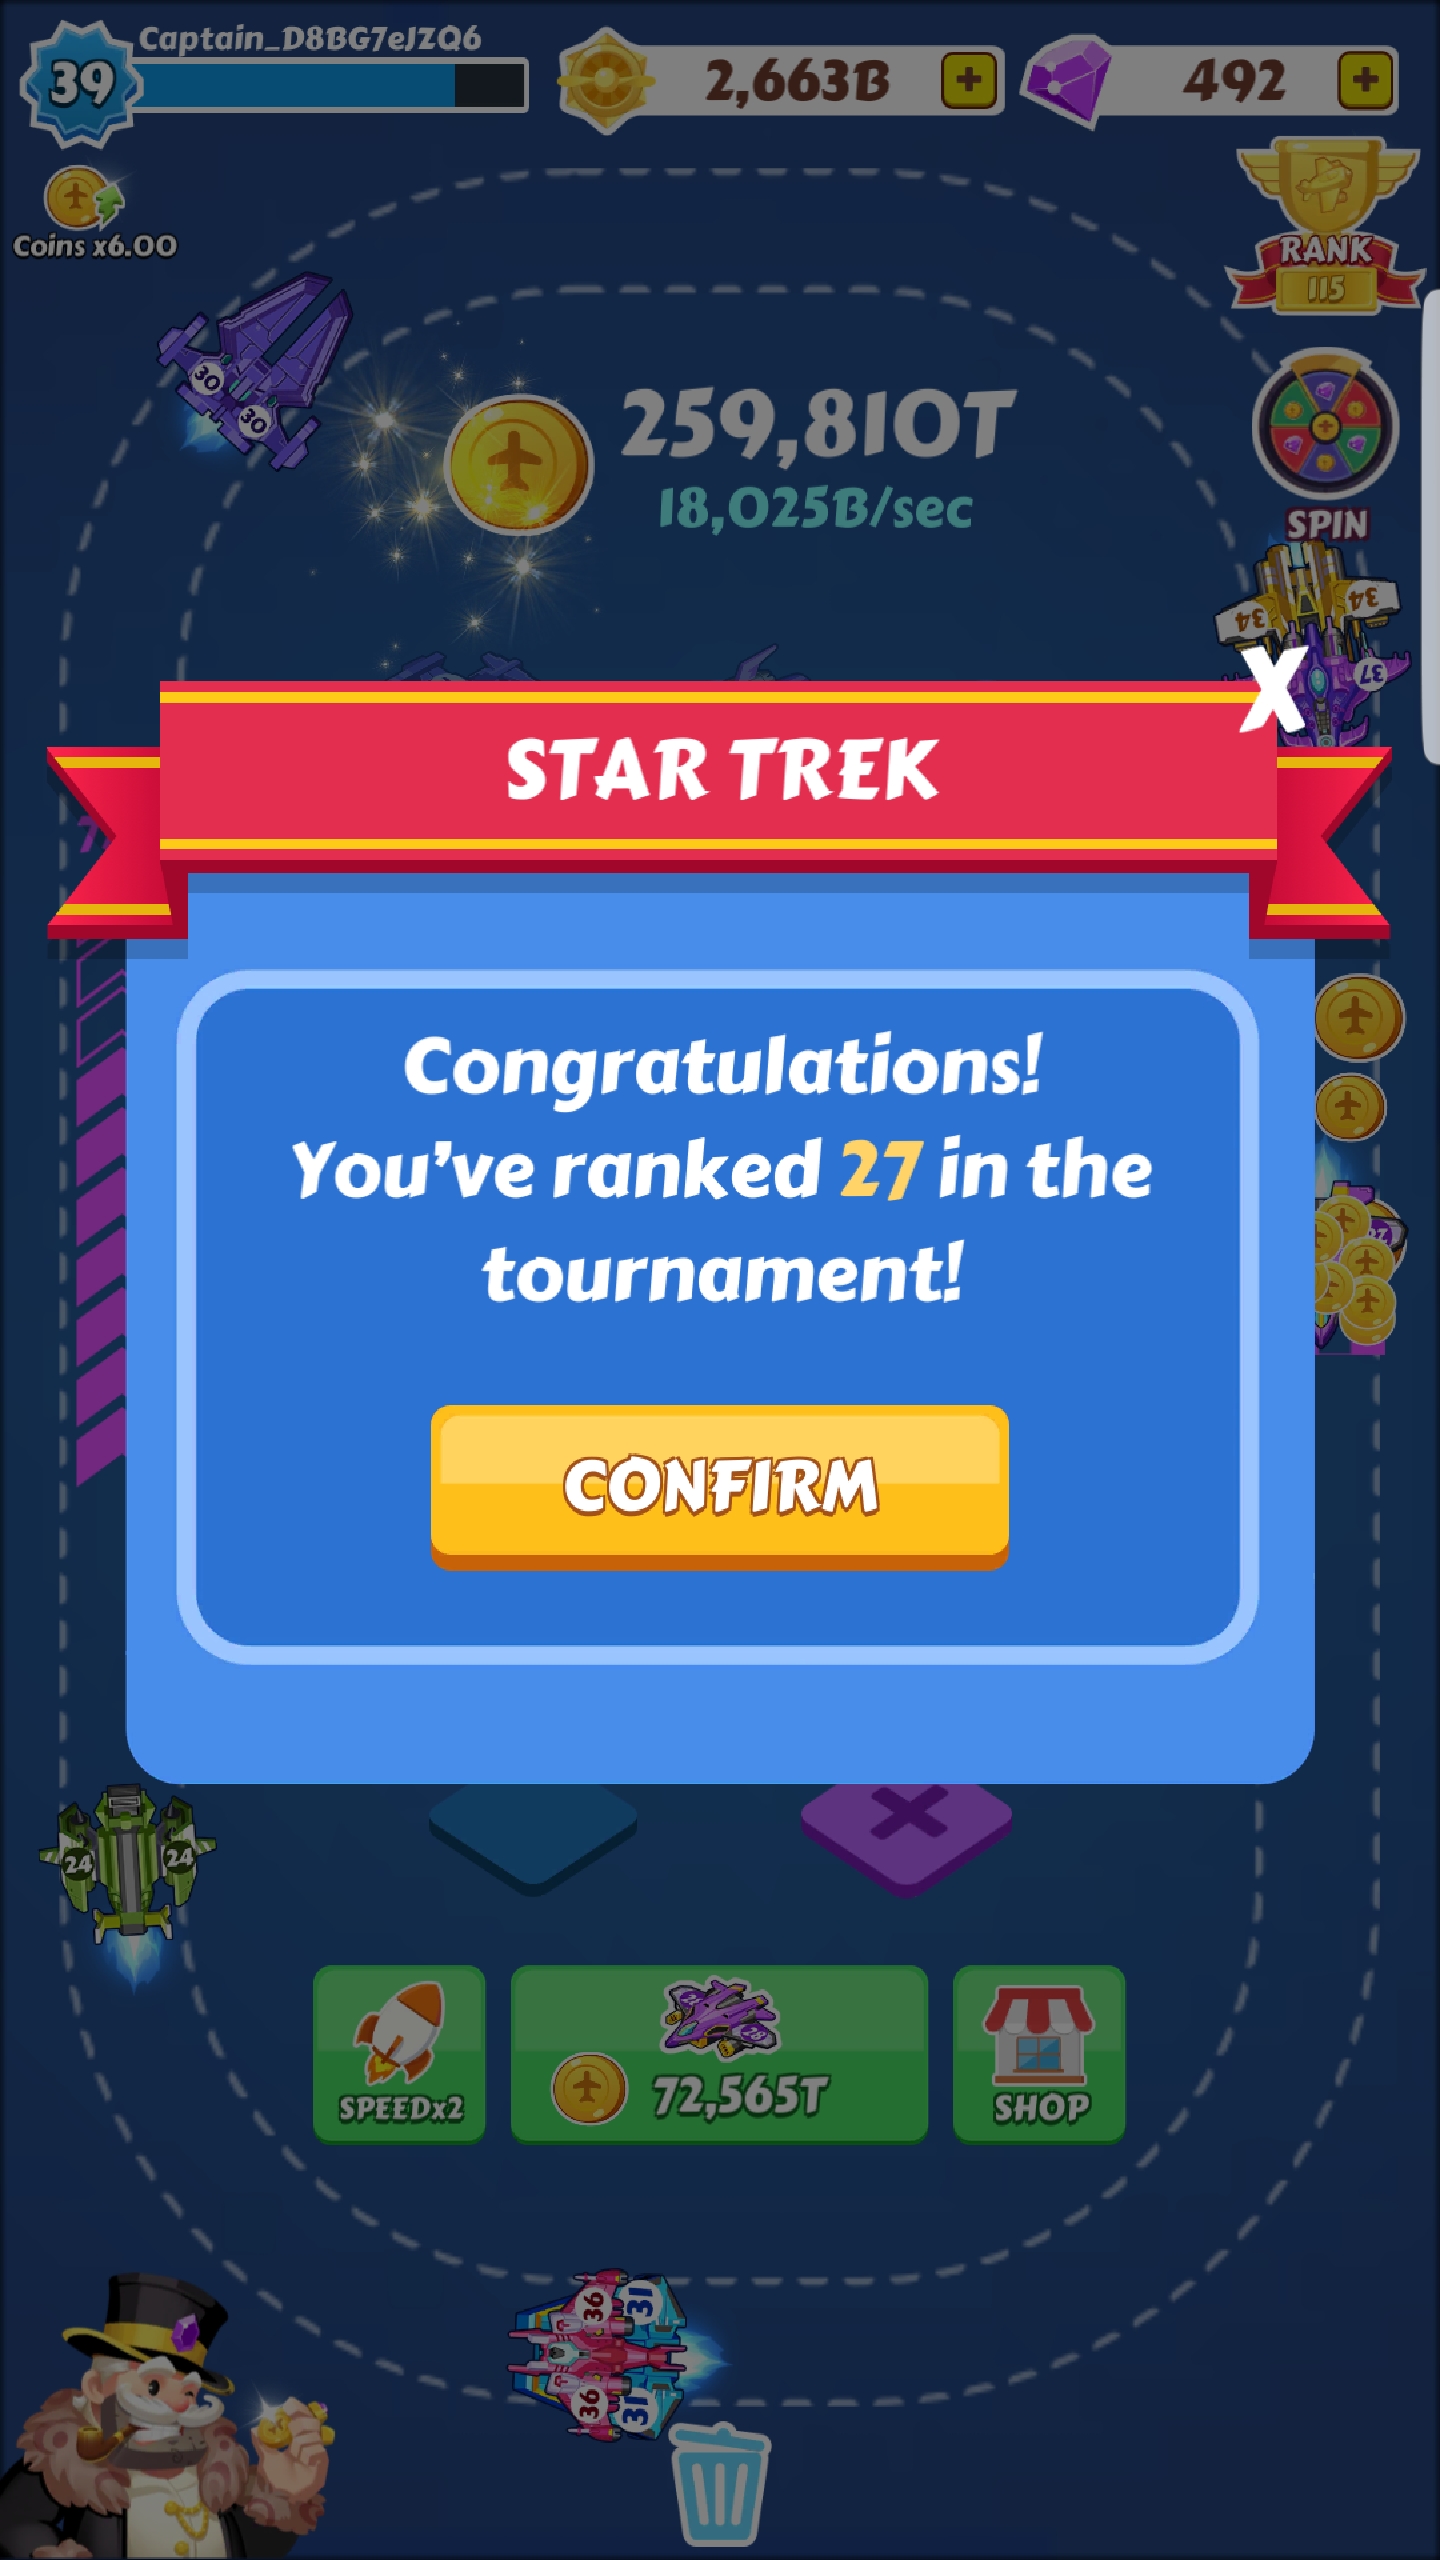 Captain_D8BG7eJZQ6
39
2,663B
492
Coins x6.00
RANK
115
30
30
259,810T
18,025B/sec
SPIN
34
34
37
X
STAR TREK
Congratulations!
You've ranked 27 in the
tournament!
CONFIRM
24
24
SPEEDx2
28
72,565T
SHOP
36
31
36
31